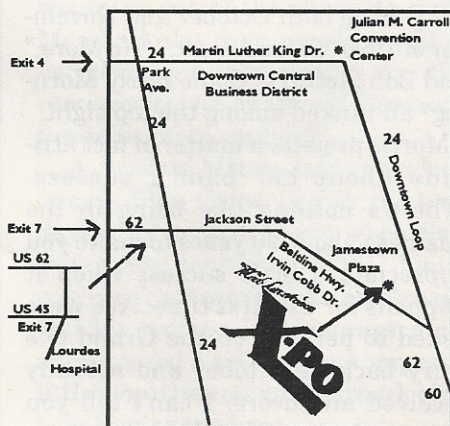 Julian M. Carroll
Convention
Center
24
Martin Luther King Dr. *
Exit 4
Park
Ave.
Downtown Central
Business District
24
24
Downtown Loop
Exit 7
62
Jackson Street
US 62
Beltline Hwy.
Irvin Cobb Dr.
Jamestown
Plaza
*
US 45
Exit 7
Lourdes
Hospital
24
62
60